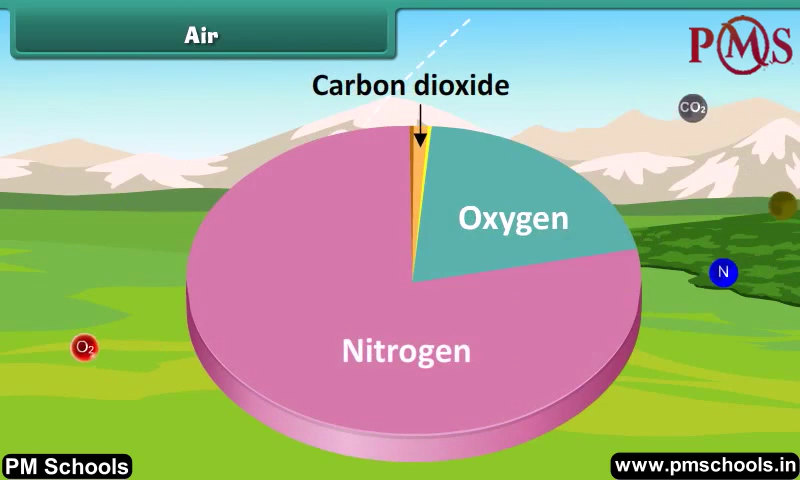 Air
PMS
Carbon dioxide
CO₂
Oxygen
N
O₂
Nitrogen
PM Schools
www.pmschools.in